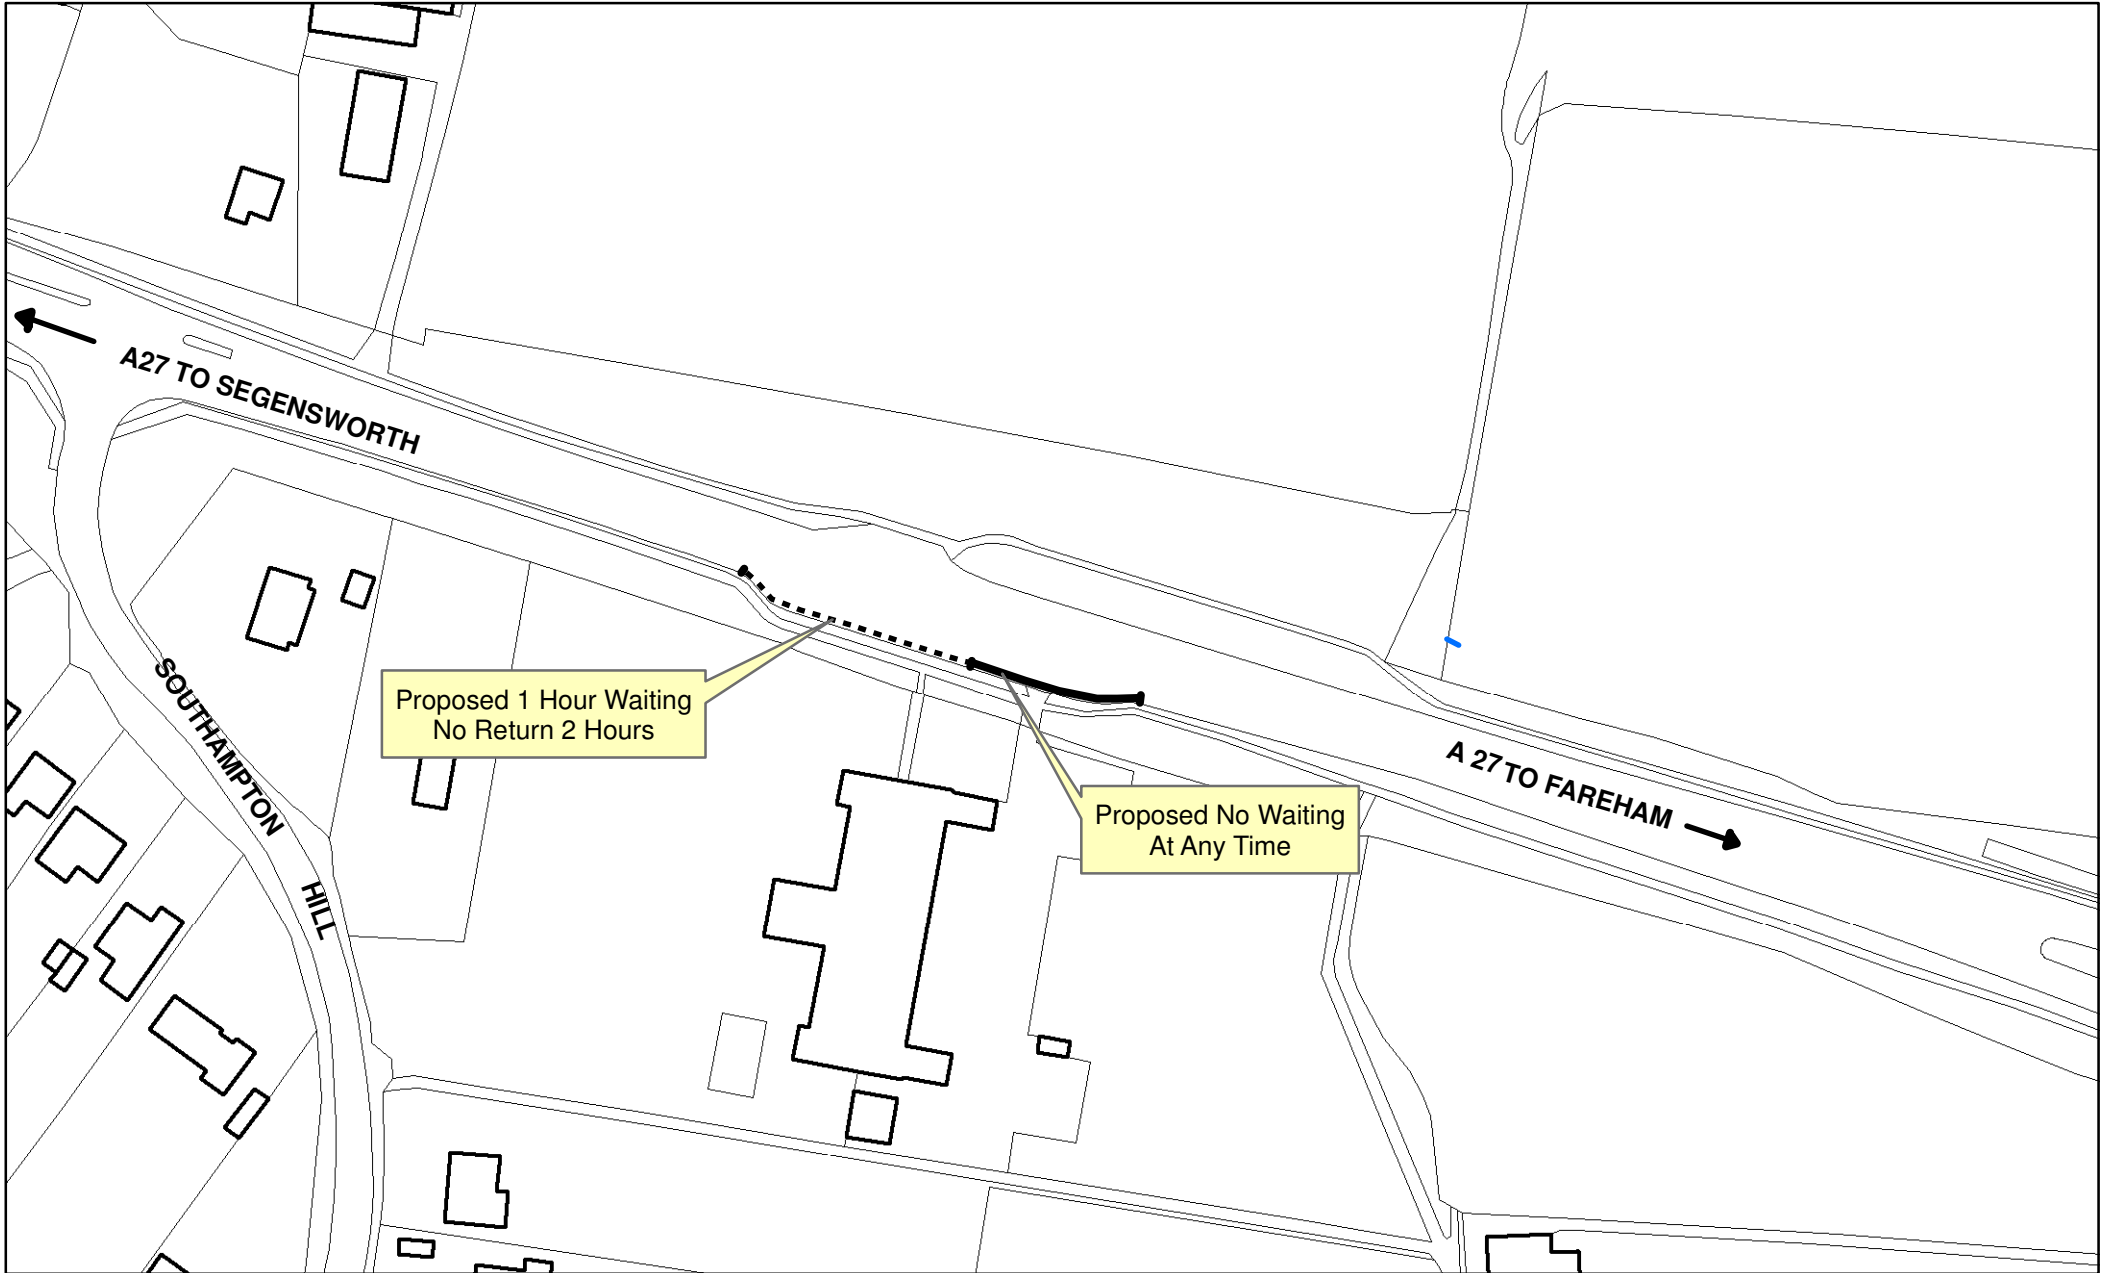 A27 TO SEGENSWORTH
Proposed 1 Hour Waiting
No Return 2 Hours
SOUTHAMPTON
HILL
A 27 TO FAREHAM
Proposed No Waiting
At Any Time